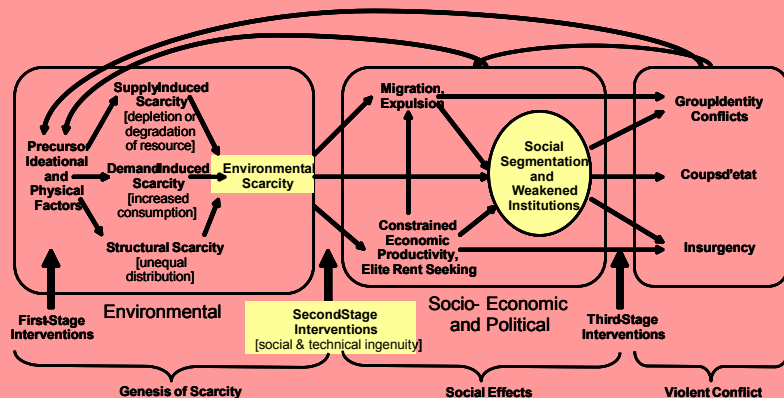 Supply Induced
Scarcity
[depletion or
degradation
of resource]
Precursor
Ideational
and
Physical
Factors
Demand Induced
Scarcity
[increased
consumption]
Structural Scarcity
[unequal
distribution]
Environmental
Scarcity
Environmental
Migration,
Expulsion
Social
Segmentation
and
Weakened
Institutions
Constrained
Economic
Productivity,
Elite Rent Seeking
Socio- Economic
and Political
Group Identity
Conflicts
Coups d'etat
Insurgency
First-Stage
Interventions
Second Stage
Interventions
[social & technical ingenuity]
Third-Stage
Interventions
Genesis of Scarcity
Social Effects
Violent Conflict